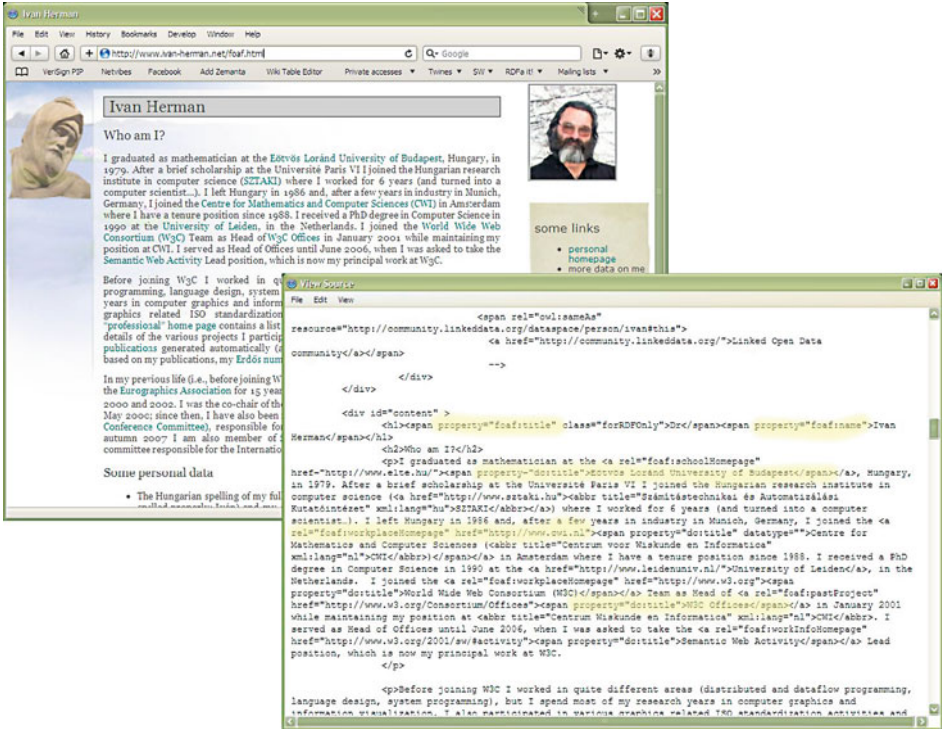 Ivan Herman
File Edit View History Bookmarks Develop Window Help
http://www.ivan-herman.net/foaf.html
Q- Google
VeriSign PIP Netvibes Facebook Add Zemanta Wiki Table Editor Private accesses ▼ Twines ▼ SW ▼ RDFa it! ▼ Mailing lists ▼ »
Ivan Herman
Who am I?
I graduated as mathematician at the Eötvös Loránd University of Budapest, Hungary, in
1979. After a brief scholarship at the Université Paris VI I joined the Hungarian research
institute in computer science (SZTAKI) where I worked for 6 years (and turned into a
computer scientist...). I left Hungary in 1986 and, after a few years in industry in Munich,
Germany, I joined the Centre for Mathematics and Computer Sciences (CWI) in Amsterdam
where I have a tenure position since 1988. I received a PhD degree in Computer Science in
1990 at the University of Leiden, in the Netherlands. I joined the World Wide Web
Consortium (W3C) Team as Head of W3C Offices in January 2001 while maintaining my
position at CWI. I served as Head of Offices until June 2006, when I was asked to take the
Semantic Web Activity Lead position, which is now my principal work at W3C.
Before joining W3C I worked in qu
programming, language design, system
years in computer graphics and inform
graphics related ISO standardization
"professional" home page contains a list
details of the various projects I particip
publications generated automatically (a
based on my publications, my Erdős num
In my previous life (i.e., before joining W
the Eurographics Association for 15 year
2000 and 2002. I was the co-chair of the
May 2000; since then, I have also been
Conference Committee), responsible fo
autumn 2007 I am also member of
committee responsible for the Internatio
Some personal data
• The Hungarian spelling of my ful
some links
• personal
homepage
• more data on me
View Source
File Edit View
<span rel="owl:sameAs"
resource="http://community.linkeddata.org/dataspace/person/ivan#this">
<a href="http://community.linkeddata.org/">Linked Open Data
community</a></span>
-->
</div>
</div>
<div id="content" >
<h1><span property="foaf:title" class="forRDFOnly">Dr</span><span property="foaf:name">Ivan
Herman</span></h1>
<h2>Who am I?</h2>
<p>I graduated as mathematician at the <a rel="foaf:schoolHomepage"
href="http://www.elte.hu/"><span property="dc:title">Eötvös Loránd University of Budapest</span></a>, Hungary,
in 1979. After a brief scholarship at the Université Paris VI I joined the Hungarian research institute in
computer science (<a href="http://www.sztaki.hu"><abbr title="Számítástechnikai és Automatizálási
Kutatóintézet" xml:lang="hu">SZTAKI</abbr></a>) where I worked for 6 years (and turned into a computer
scientist…). I left Hungary in 1986 and, after a few years in industry in Munich, Germany, I joined the <a
rel="foaf:workplaceHomepage" href="http://www.cwi.nl"><span property="dc:title" datatype="">Centre for
Mathematics and Computer Sciences (<abbr title="Centrum voor Wiskunde en Informatica"
xml:lang="nl">CWI</abbr>)</span></a> in Amsterdam where I have a tenure position since 1988. I received a PhD
degree in Computer Science in 1990 at the <a href="http://www.leidenuniv.nl/">University of Leiden</a>, in the
Netherlands. I joined the <a rel="foaf:workplaceHomepage" href="http://www.w3.org"><span
property="dc:title">World Wide Web Consortium (W3C)</span></a> Team as Head of <a rel="foaf:pastProject"
href="http://www.w3.org/Consortium/Offices"><span property="dc:title">W3C Offices</span></a> in January 2001
while maintaining my position at <abbr title="Centrum Wiskunde en Informatica" xml:lang="nl">CWI</abbr>. I
served as Head of Offices until June 2006, when I was asked to take the <a rel="foaf:workInfoHomepage"
href="http://www.w3.org/2001/sw/#activity"><span property="dc:title">Semantic Web Activity</span></a> Lead
position, which is now my principal work at W3C.
</p>
<p>Before joining W3C I worked in quite different areas (distributed and dataflow programming,
language design, system programming), but I spend most of my research years in computer graphics and
information visualization. I also participated in various graphics related ISO standardization activities and